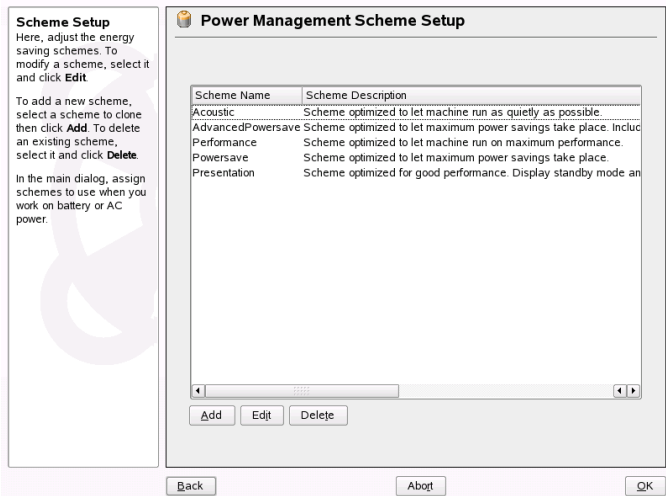 Scheme Setup
Here, adjust the energy
saving schemes. To
modify a scheme, select it
and click Edit.
To add a new scheme,
select a scheme to clone
then click Add. To delete
an existing scheme,
select it and click Delete.
In the main dialog, assign
schemes to use when you
work on battery or AC
power.
Power Management Scheme Setup
Scheme Name Scheme Description
Acoustic Scheme optimized to let machine run as quietly as possible.
AdvancedPowersave Scheme optimized to let maximum power savings take place. Includ
Performance Scheme optimized to let machine run on maximum performance.
Powersave Scheme optimized to let maximum power savings take place.
Presentation Scheme optimized for good performance. Display standby mode an
Add Edit Delete
Back Abort OK